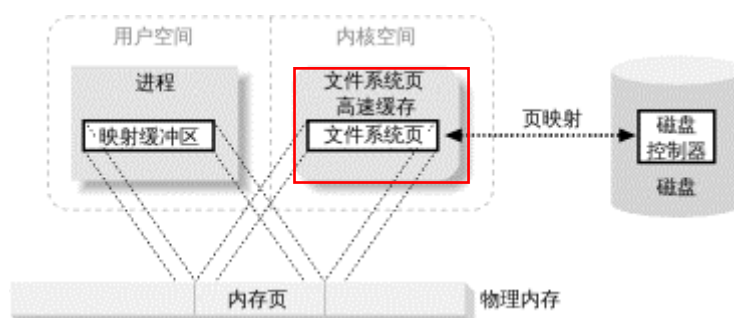 用户空间
内核空间
进程
映射缓冲区
文件系统页
高速缓存
文件系统页
页映射
磁盘
控制器
磁盘
内存页
物理内存